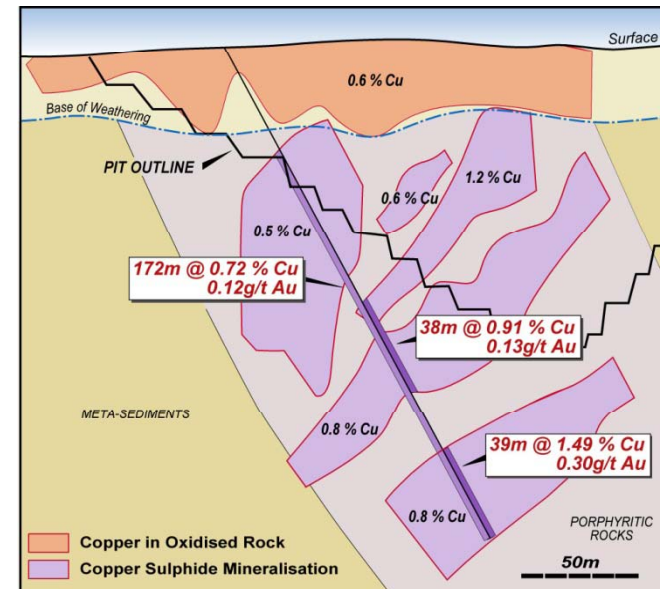 Surface
0.6 % Cu
Base of Weathering
PIT OUTLINE
1.2 % Cu
0.6 % Cu
0.5 % Cu
172m @ 0.72 % Cu
0.12g/t Au
38m @ 0.91 % Cu
0.13g/t Au
META-SEDIMENTS
0.8 % Cu
39m @ 1.49 % Cu
0.30g/t Au
0.8 % Cu
PORPHYRITIC
ROCKS
Copper in Oxidised Rock
Copper Sulphide Mineralisation
50m